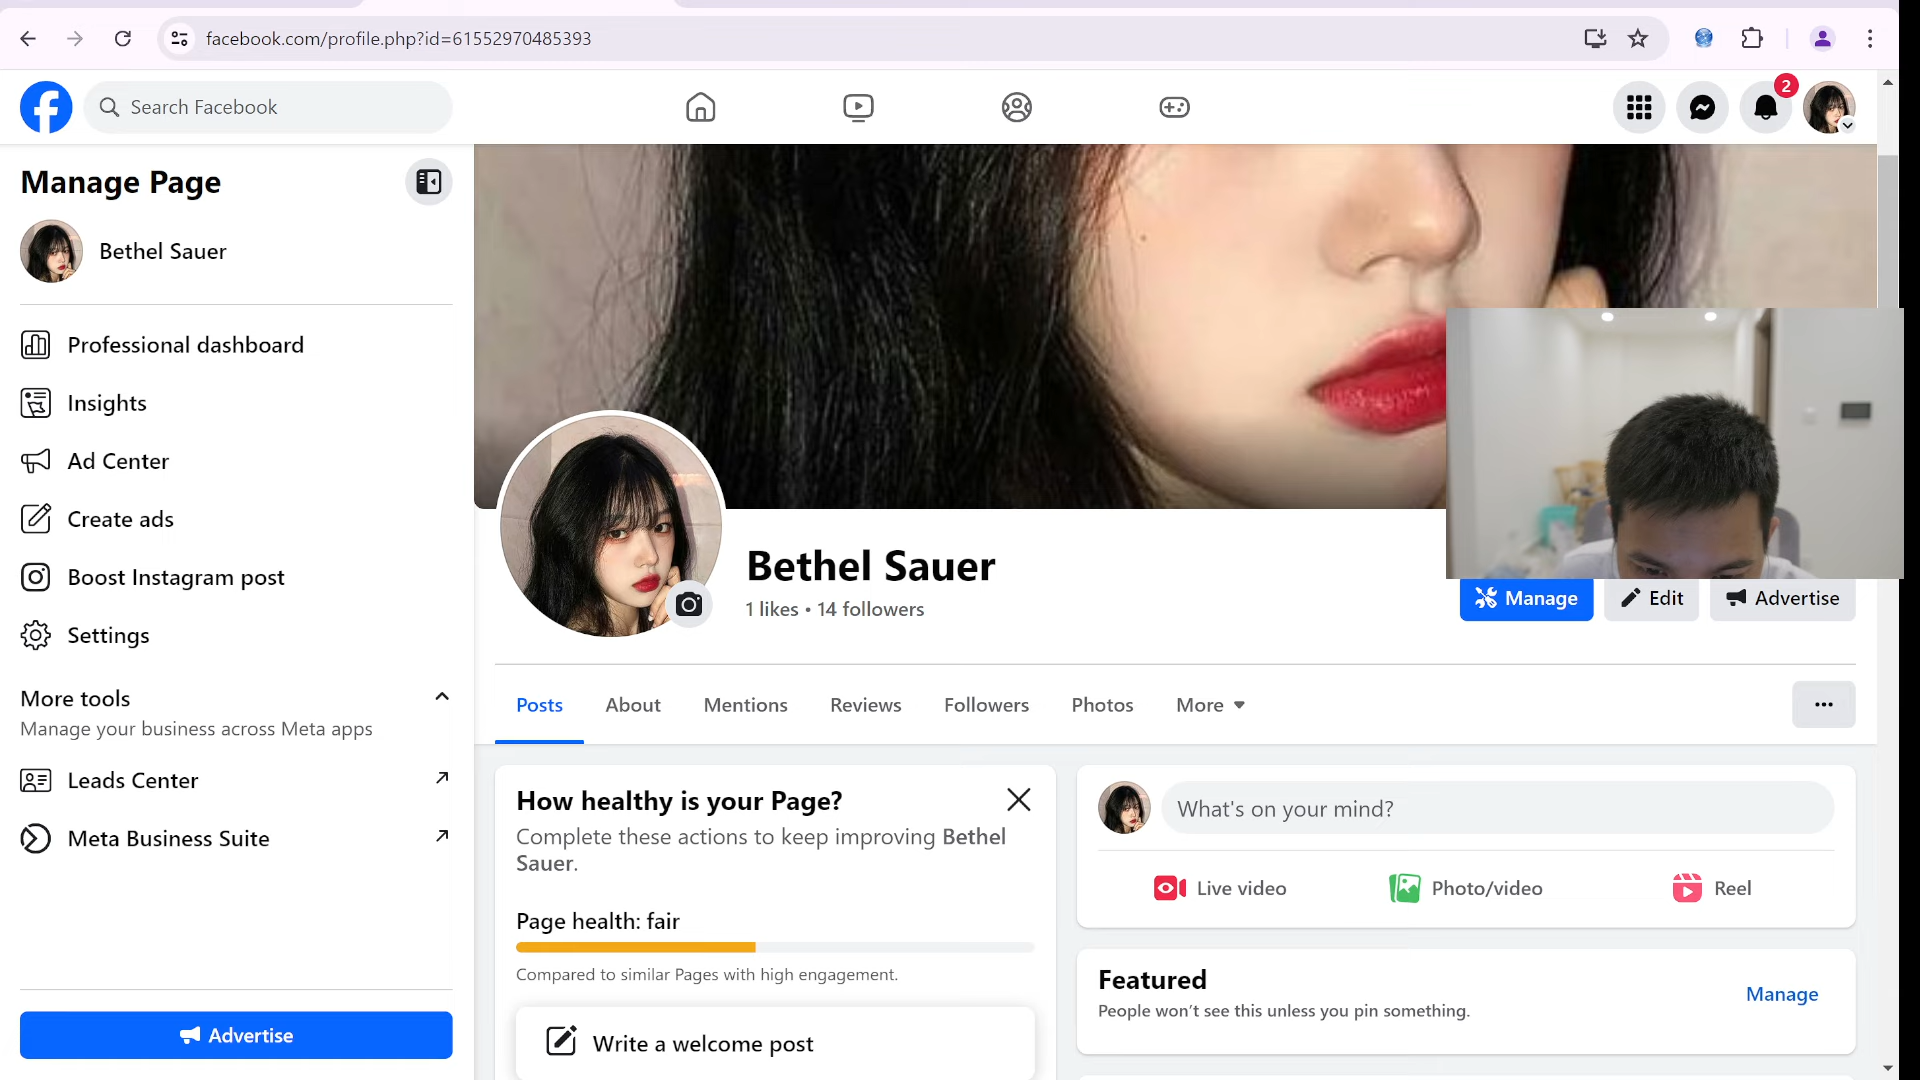 facebook.com/profile.php?id=61552970485393
Search Facebook
2
Manage Page
Bethel Sauer
Professional dashboard
Insights
Ad Center
Create ads
Boost Instagram post
Settings
More tools
Manage your business across Meta apps
Leads Center
Meta Business Suite
Advertise
Bethel Sauer
1 likes • 14 followers
Manage
Edit
Advertise
Posts
About
Mentions
Reviews
Followers
Photos
More
How healthy is your Page?
Complete these actions to keep improving Bethel
Sauer.
Page health: fair
Compared to similar Pages with high engagement.
Write a welcome post
What's on your mind?
Live video
Photo/video
Reel
Featured
People won’t see this unless you pin something.
Manage